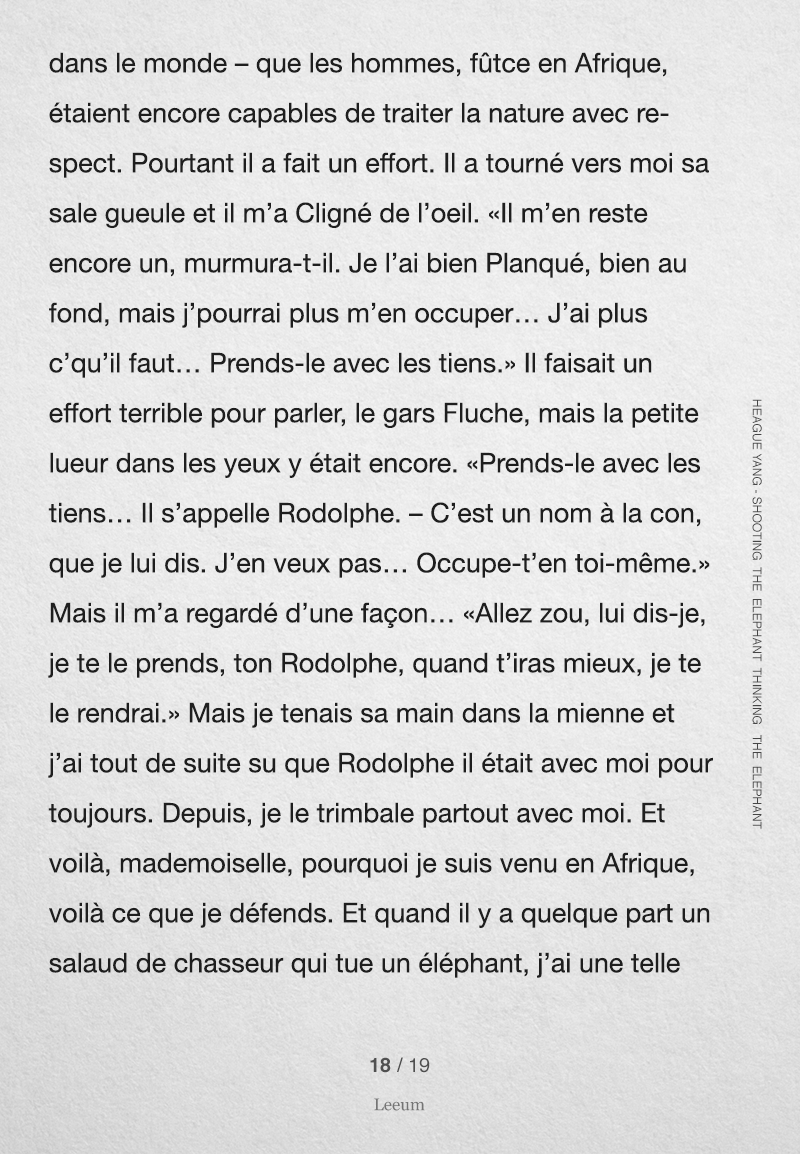 dans le monde – que les hommes, fûtce en Afrique,
étaient encore capables de traiter la nature avec re-
spect. Pourtant il a fait un effort. Il a tourné vers moi sa
sale gueule et il m’a Cligné de l’oeil. «Il m’en reste
encore un, murmura-t-il. Je l’ai bien Planqué, bien au
fond, mais j’pourrai plus m’en occuper… J’ai plus
c’qu’il faut… Prends-le avec les tiens.» Il faisait un
effort terrible pour parler, le gars Fluche, mais la petite
lueur dans les yeux y était encore. «Prends-le avec les
tiens… Il s’appelle Rodolphe. – C’est un nom à la con,
que je lui dis. J’en veux pas… Occupe-t’en toi-même.»
Mais il m’a regardé d’une façon… «Allez zou, lui dis-je,
je te le prends, ton Rodolphe, quand t’iras mieux, je te
le rendrai.» Mais je tenais sa main dans la mienne et
j’ai tout de suite su que Rodolphe il était avec moi pour
toujours. Depuis, je le trimbale partout avec moi. Et
voilà, mademoiselle, pourquoi je suis venu en Afrique,
voilà ce que je défends. Et quand il y a quelque part un
salaud de chasseur qui tue un éléphant, j’ai une telle
HEAGUE YANG - SHOOTING THE ELEPHANT THINKING THE ELEPHANT
18 / 19
Leeum